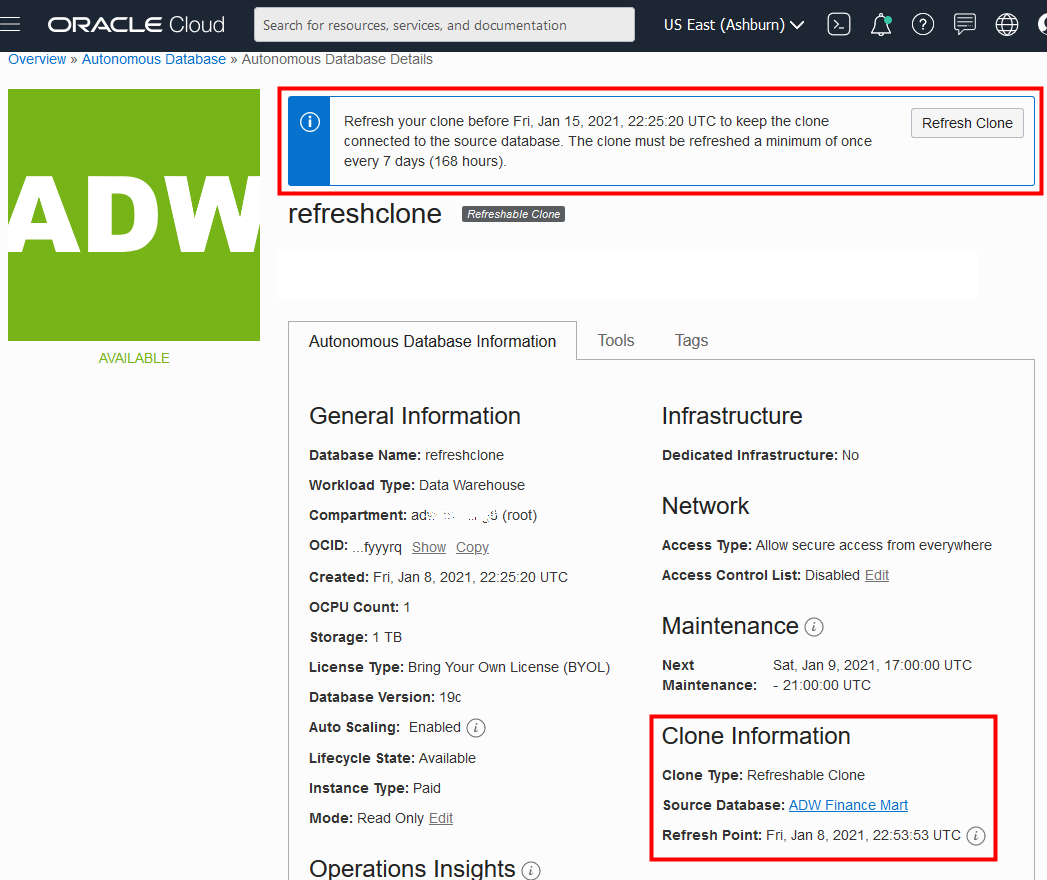 ORACLE Cloud
Search for resources, services, and documentation
US East (Ashburn)
Overview » Autonomous Database » Autonomous Database Details
ADW
AVAILABLE
Refresh your clone before Fri, Jan 15, 2021, 22:25:20 UTC to keep the clone
connected to the source database. The clone must be refreshed a minimum of once
every 7 days (168 hours).
Refresh Clone
refreshclone
Refreshable Clone
Autonomous Database Information
Tools
Tags
General Information
Database Name: refreshclone
Workload Type: Data Warehouse
Compartment: (root)
OCID: ...fyyyrq Show Copy
Created: Fri, Jan 8, 2021, 22:25:20 UTC
OCPU Count: 1
Storage: 1 TB
License Type: Bring Your Own License (BYOL)
Database Version: 19c
Auto Scaling: Enabled
Lifecycle State: Available
Instance Type: Paid
Mode: Read Only Edit
Operations Insights
Infrastructure
Dedicated Infrastructure: No
Network
Access Type: Allow secure access from everywhere
Access Control List: Disabled Edit
Maintenance
Next Sat, Jan 9, 2021, 17:00:00 UTC
Maintenance: - 21:00:00 UTC
Clone Information
Clone Type: Refreshable Clone
Source Database: ADW Finance Mart
Refresh Point: Fri, Jan 8, 2021, 22:53:53 UTC